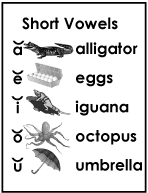 Short Vowels
ă alligator
ĕ eggs
ĭ iguana
ŏ octopus
ŭ umbrella